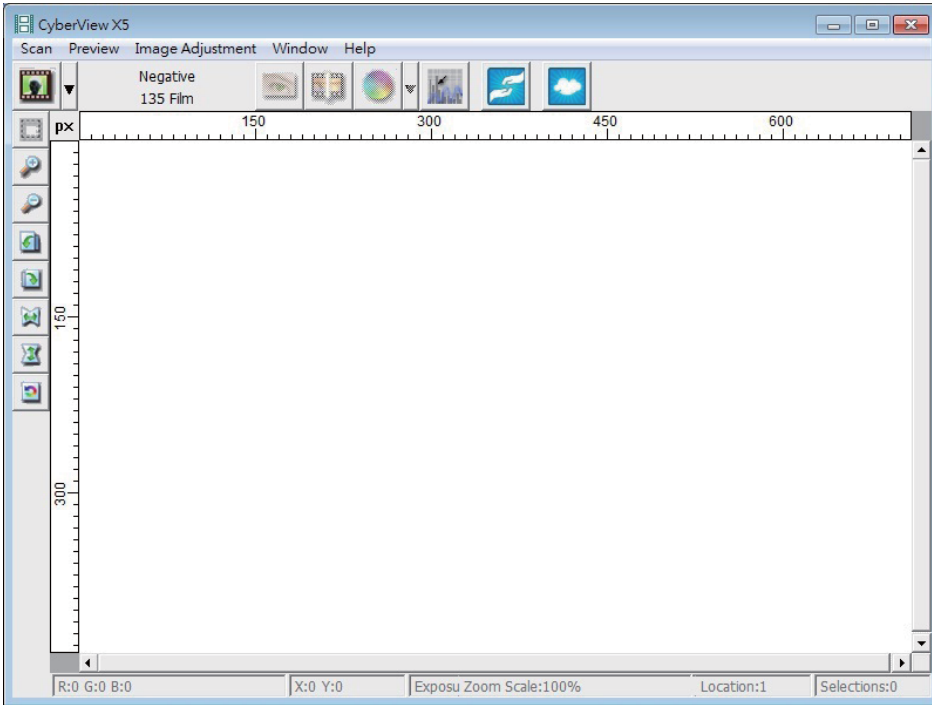 CyberView X5
Scan Preview Image Adjustment Window Help
Negative
135 Film
px 150 300 450 600
150
300
R:0 G:0 B:0 X:0 Y:0 Exposu Zoom Scale:100% Location:1 Selections:0